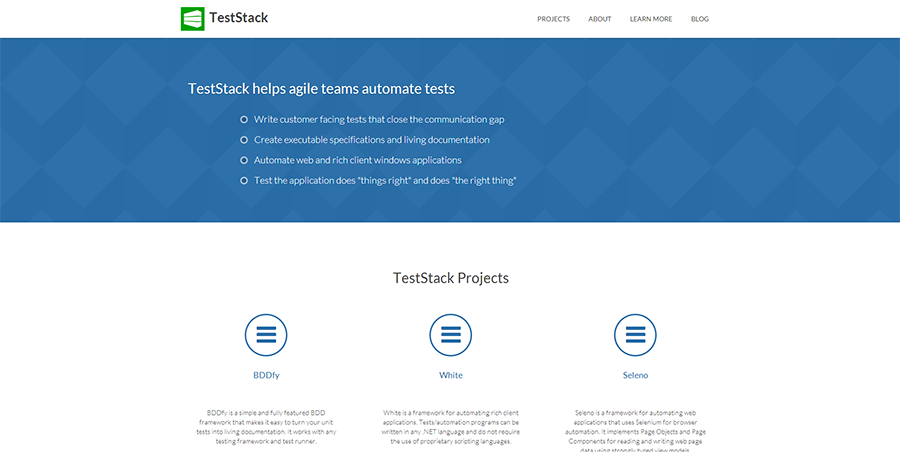 TestStack
PROJECTS ABOUT LEARN MORE BLOG
TestStack helps agile teams automate tests
Write customer facing tests that close the communication gap
Create executable specifications and living documentation
Automate web and rich client windows applications
Test the application does "things right" and does "the right thing"
TestStack Projects
BDDfy
BDDfy is a simple and fully featured BDD
framework that makes it easy to turn your unit
tests into living documentation. It works with any
testing framework and test runner.
White
White is a framework for automating rich client
applications. Tests/automation programs can be
written in any .NET language and do not require
the use of proprietary scripting languages.
Seleno
Seleno is a framework for automating web
applications that uses Selenium for browser
automation. It implements Page Objects and Page
Components for reading and writing web page
data using strongly typed view models.